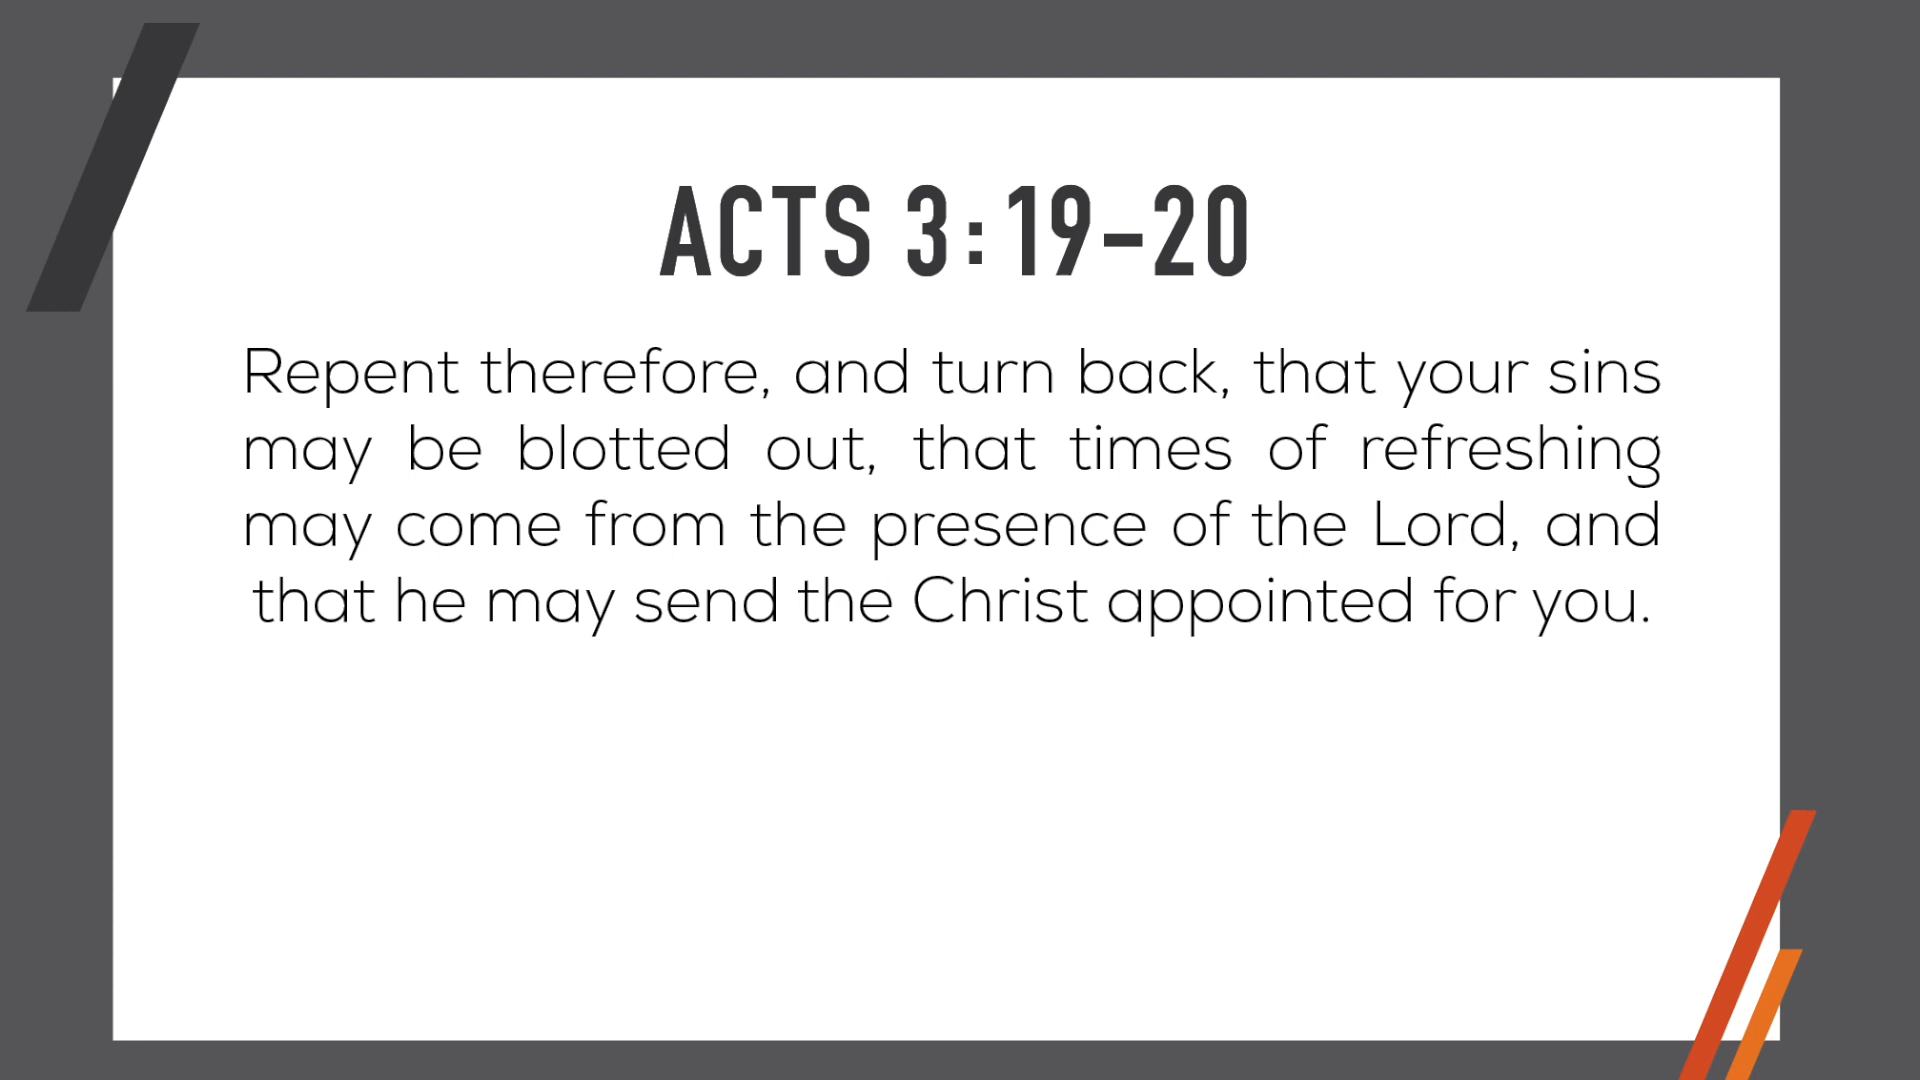 ACTS 3:19-20
Repent therefore, and turn back, that your sins
may be blotted out, that times of refreshing
may come from the presence of the Lord, and
that he may send the Christ appointed for you.